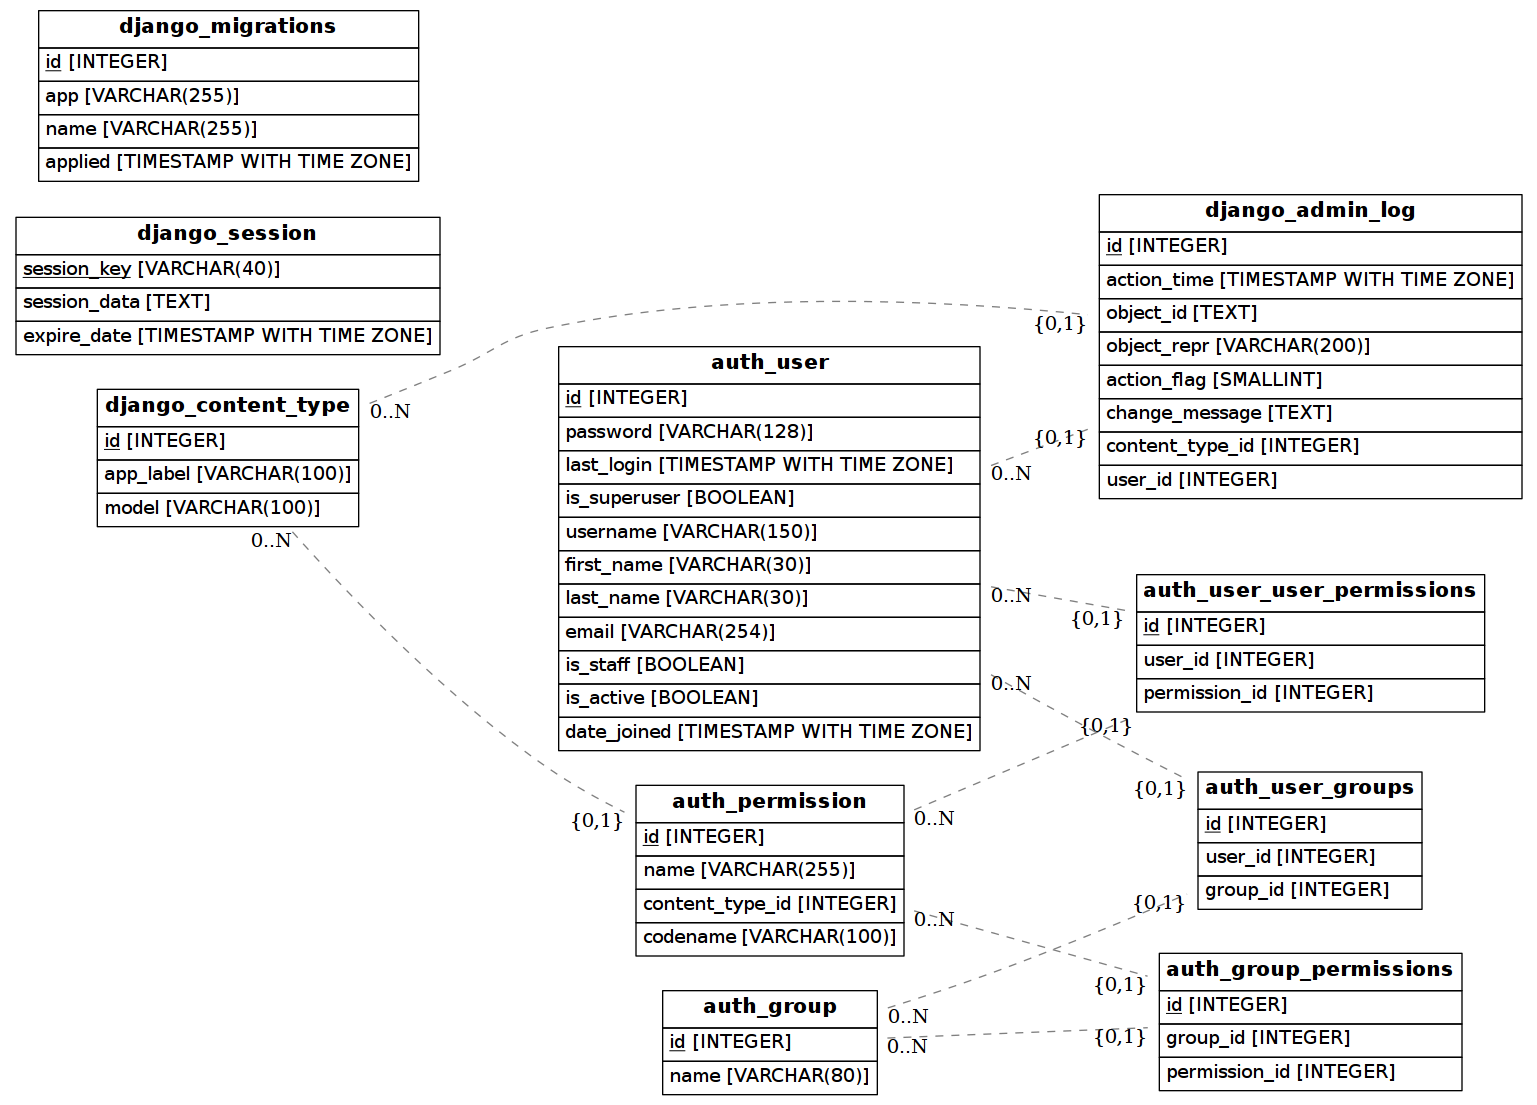 django_migrations
id [INTEGER]
app [VARCHAR(255)]
name [VARCHAR(255)]
applied [TIMESTAMP WITH TIME ZONE]
django_session
session_key [VARCHAR(40)]
session_data [TEXT]
expire_date [TIMESTAMP WITH TIME ZONE]
django_content_type
id [INTEGER]
app_label [VARCHAR(100)]
model [VARCHAR(100)]
0..N
0..N
auth_user
id [INTEGER]
password [VARCHAR(128)]
last_login [TIMESTAMP WITH TIME ZONE]
is_superuser [BOOLEAN]
username [VARCHAR(150)]
first_name [VARCHAR(30)]
last_name [VARCHAR(30)]
email [VARCHAR(254)]
is_staff [BOOLEAN]
is_active [BOOLEAN]
date_joined [TIMESTAMP WITH TIME ZONE]
0..N
0..N
0..N
{0,1}
auth_permission
id [INTEGER]
name [VARCHAR(255)]
content_type_id [INTEGER]
codename [VARCHAR(100)]
0..N
0..N
auth_group
id [INTEGER]
name [VARCHAR(80)]
0..N
0..N
{0,1}
{0,1}
django_admin_log
id [INTEGER]
action_time [TIMESTAMP WITH TIME ZONE]
object_id [TEXT]
object_repr [VARCHAR(200)]
action_flag [SMALLINT]
change_message [TEXT]
content_type_id [INTEGER]
user_id [INTEGER]
{0,1}
{0,1}
auth_user_user_permissions
id [INTEGER]
user_id [INTEGER]
permission_id [INTEGER]
{0,1}
{0,1}
auth_user_groups
id [INTEGER]
user_id [INTEGER]
group_id [INTEGER]
{0,1}
{0,1}
auth_group_permissions
id [INTEGER]
group_id [INTEGER]
permission_id [INTEGER]